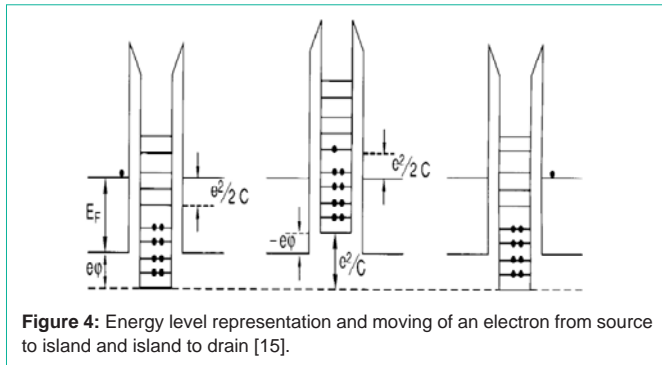 e²/2 C
e²/2 C
E_F
-eφ
eφ
e²/C
Figure 4: Energy level representation and moving of an electron from source
to island and island to drain [15].